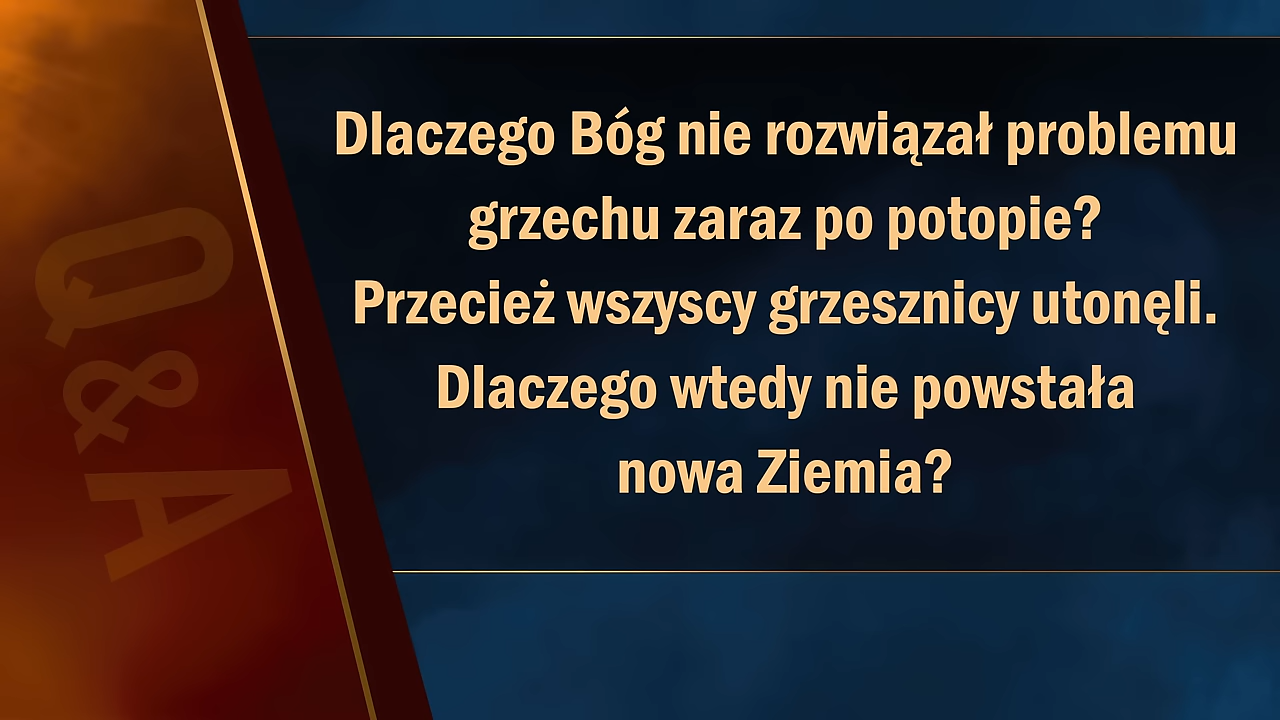 Dlaczego Bóg nie rozwiązał problemu
grzechu zaraz po potopie?
Przecież wszyscy grzesznicy utonęli.
Dlaczego wtedy nie powstała
nowa Ziemia?
Q&A